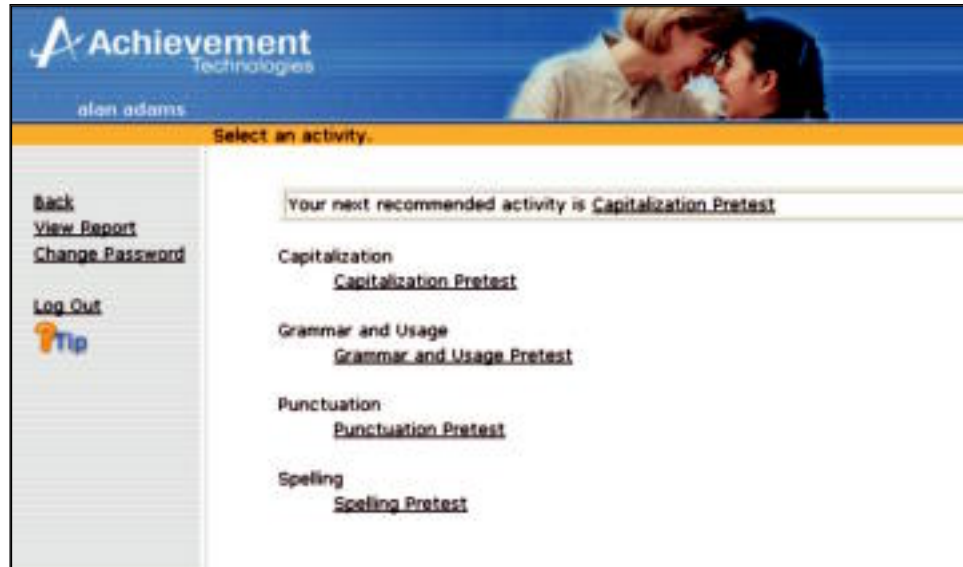 Achievement
Technologies
alan adams
Select an activity.
Back
View Report
Change Password
Log Out
?Tip
Your next recommended activity is Capitalization Pretest
Capitalization
Capitalization Pretest
Grammar and Usage
Grammar and Usage Pretest
Punctuation
Punctuation Pretest
Spelling
Spelling Pretest